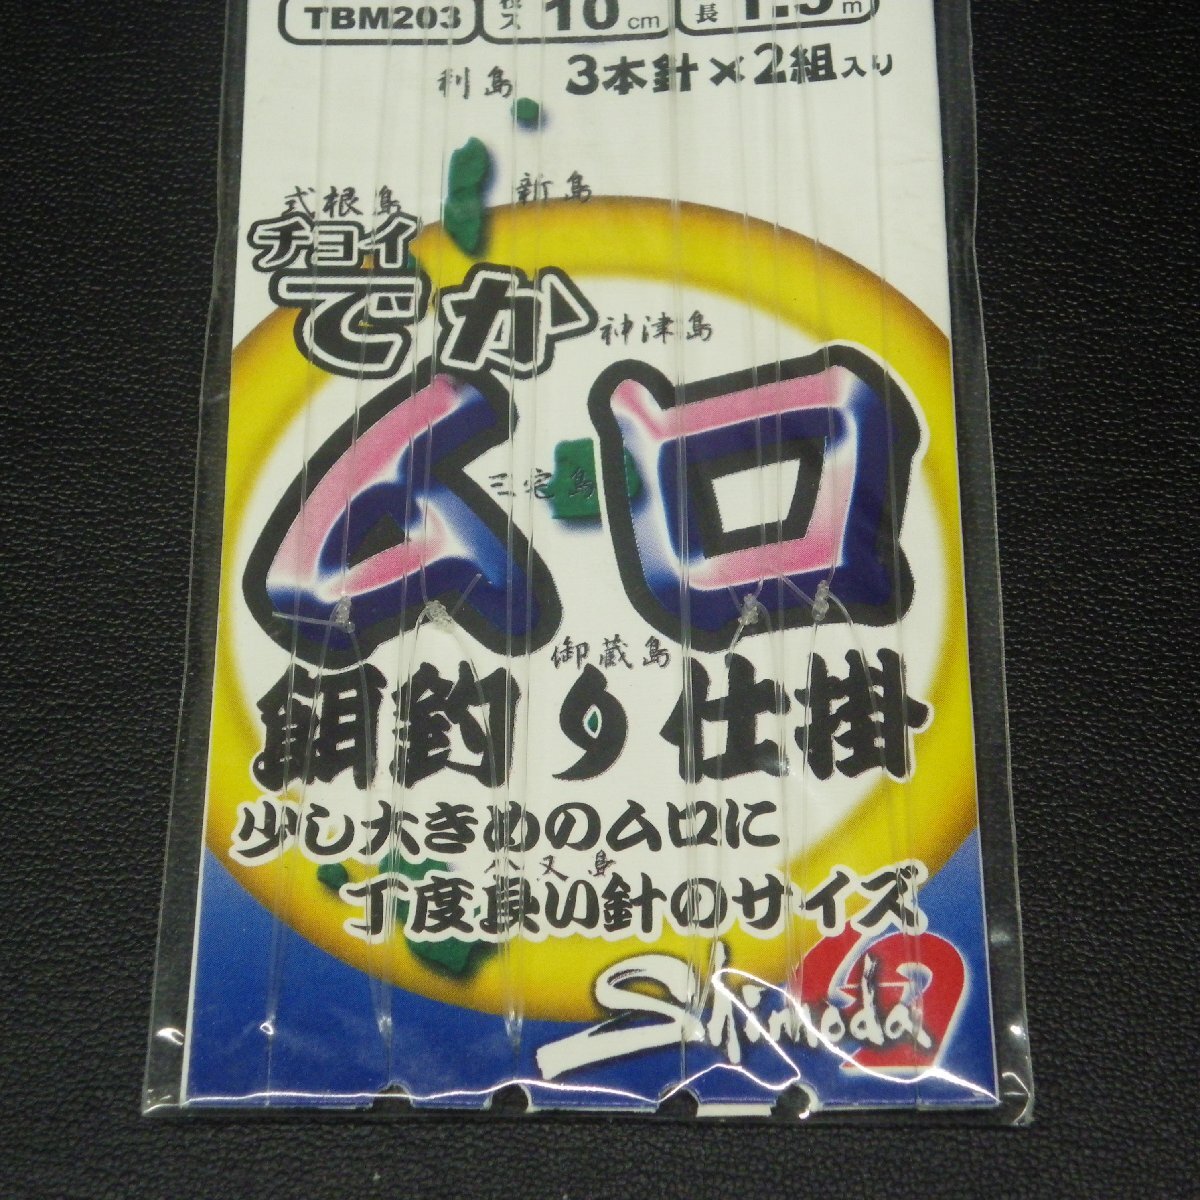 TBM203
10cm
長
3本針×2組入り
利島
式根島
新島
チョイ
でか
神津島
ムロ
三宅島
御蔵島
餌釣り仕掛
少し大きめのムロに
八丈島
丁度良い針のサイズ
Shimoda